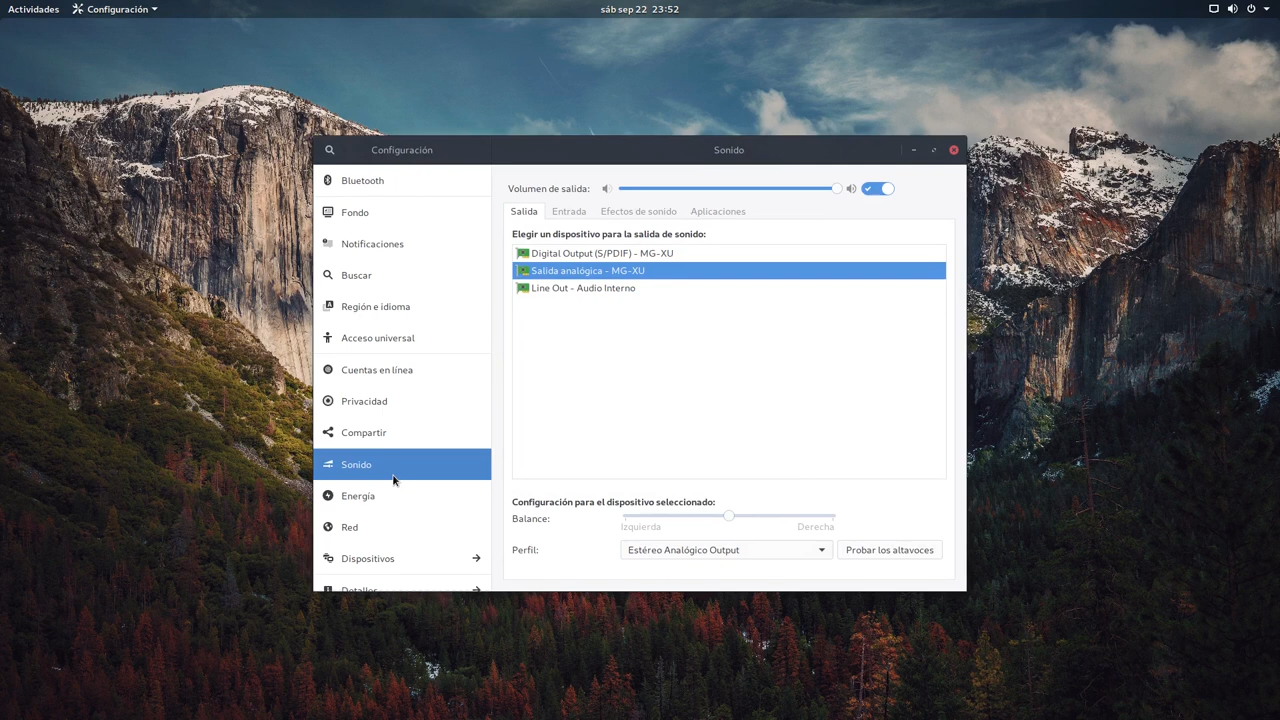 Actividades Configuración sáb sep 22 23:52
Configuración Sonido
Bluetooth
Fondo
Notificaciones
Buscar
Región e idioma
Acceso universal
Cuentas en línea
Privacidad
Compartir
Sonido
Energía
Red
Dispositivos
Detalles
Volumen de salida:
Salida Entrada Efectos de sonido Aplicaciones
Elegir un dispositivo para la salida de sonido:
Digital Output (S/PDIF) - MG-XU
Salida analógica - MG-XU
Line Out - Audio Interno
Configuración para el dispositivo seleccionado:
Balance:
Izquierda Derecha
Perfil: Estéreo Analógico Output Probar los altavoces